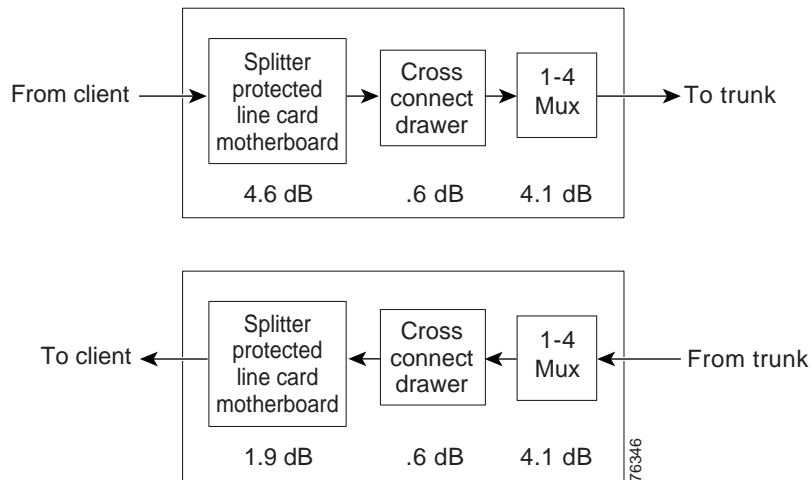 From client
Splitter
protected
line card
motherboard
Cross
connect
drawer
1-4
Mux
To trunk
4.6 dB
.6 dB
4.1 dB
To client
Splitter
protected
line card
motherboard
Cross
connect
drawer
1-4
Mux
From trunk
1.9 dB
.6 dB
4.1 dB
76346